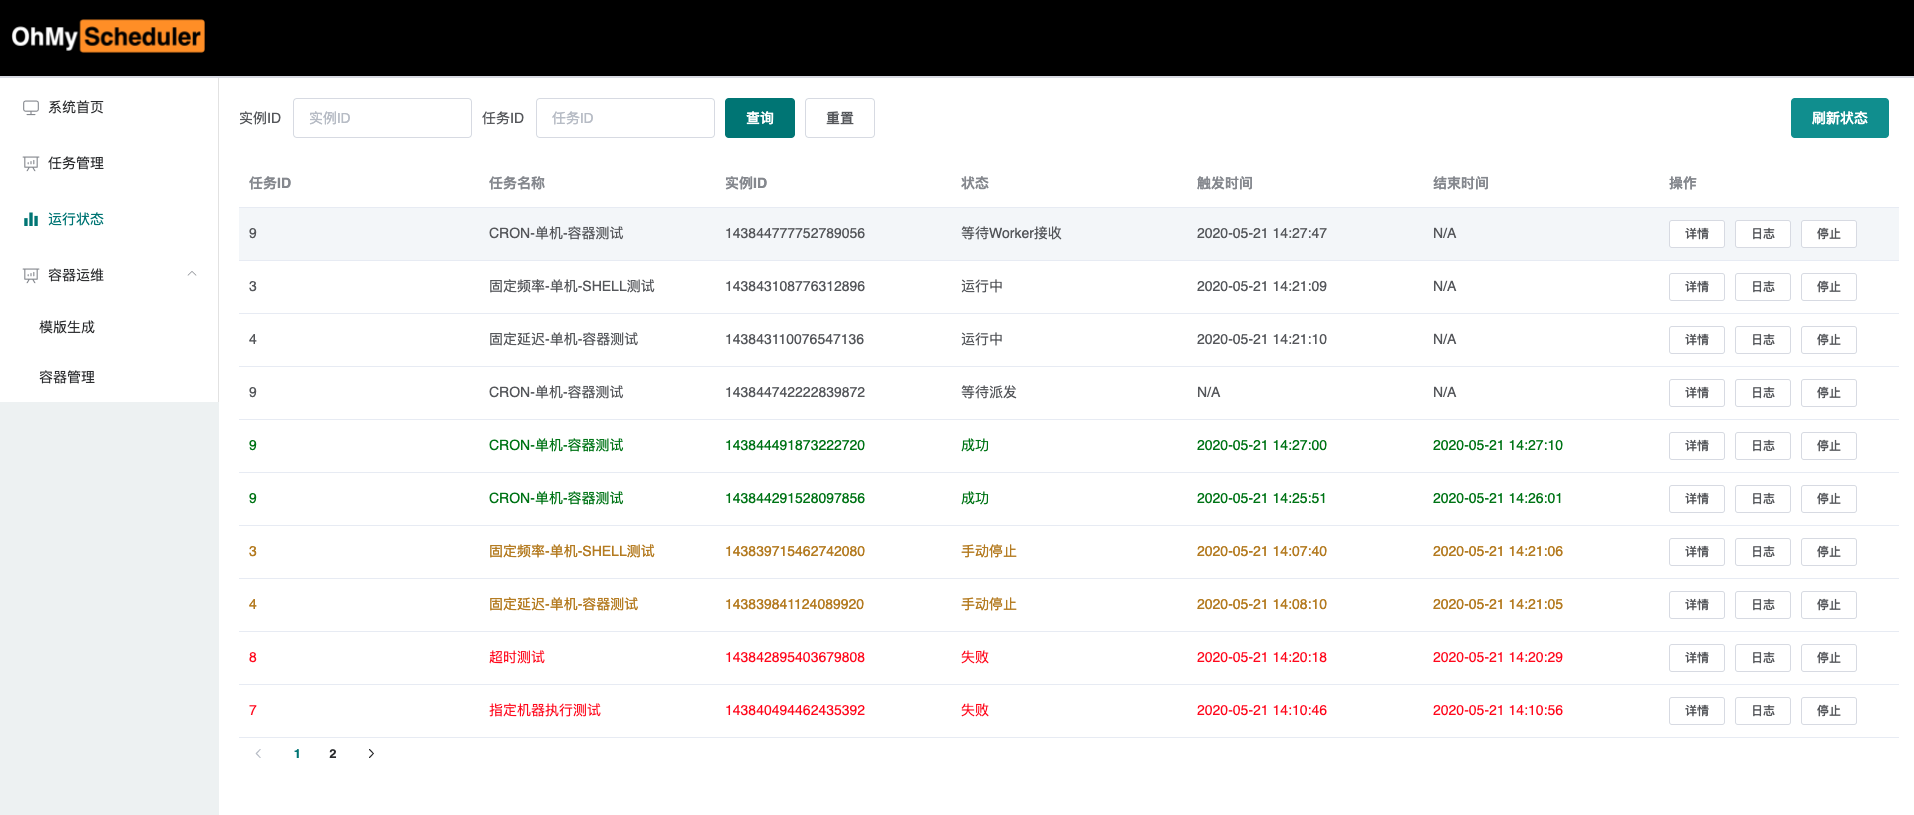 OhMy Scheduler
系统首页
任务管理
运行状态
容器运维
模版生成
容器管理
实例ID 实例ID 任务ID 任务ID 查询 重置 刷新状态
任务ID 任务名称 实例ID 状态 触发时间 结束时间 操作
9 CRON-单机-容器测试 143844777752789056 等待Worker接收 2020-05-21 14:27:47 N/A 详情 日志 停止
3 固定频率-单机-SHELL测试 143843108776312896 运行中 2020-05-21 14:21:09 N/A 详情 日志 停止
4 固定延迟-单机-容器测试 143843110076547136 运行中 2020-05-21 14:21:10 N/A 详情 日志 停止
9 CRON-单机-容器测试 143844742222839872 等待派发 N/A N/A 详情 日志 停止
9 CRON-单机-容器测试 143844491873222720 成功 2020-05-21 14:27:00 2020-05-21 14:27:10 详情 日志 停止
9 CRON-单机-容器测试 143844291528097856 成功 2020-05-21 14:25:51 2020-05-21 14:26:01 详情 日志 停止
3 固定频率-单机-SHELL测试 143839715462742080 手动停止 2020-05-21 14:07:40 2020-05-21 14:21:06 详情 日志 停止
4 固定延迟-单机-容器测试 143839841124089920 手动停止 2020-05-21 14:08:10 2020-05-21 14:21:05 详情 日志 停止
8 超时测试 143842895403679808 失败 2020-05-21 14:20:18 2020-05-21 14:20:29 详情 日志 停止
7 指定机器执行测试 143840494462435392 失败 2020-05-21 14:10:46 2020-05-21 14:10:56 详情 日志 停止
1 2